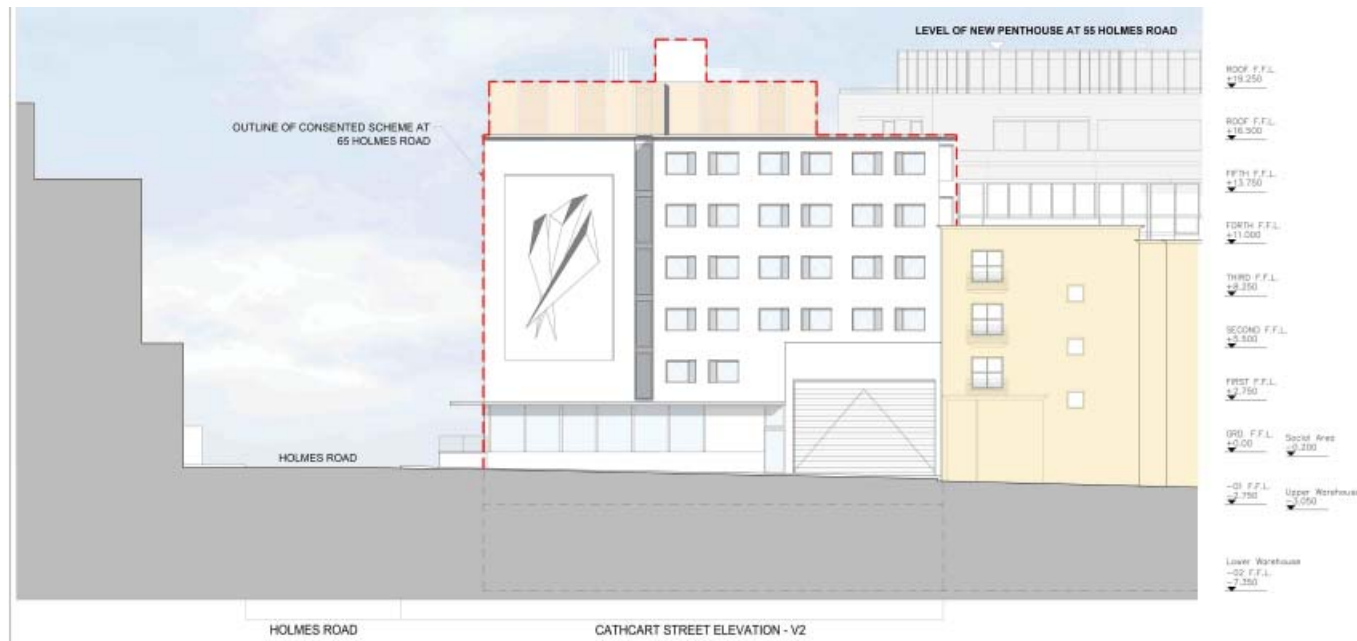 LEVEL OF NEW PENTHOUSE AT 55 HOLMES ROAD
OUTLINE OF CONSENTED SCHEME AT
65 HOLMES ROAD
ROOF F.F.L.
+19.250
ROOF F.F.L.
+16.500
FIFTH F.F.L.
+13.750
FORTH F.F.L.
+11.000
THIRD F.F.L.
+8.250
SECOND F.F.L.
+5.500
FIRST F.F.L.
+2.750
GRD F.F.L.
+0.00
Social Area
-0.200
-01 F.F.L.
-2.750
Upper Warehouse
-3.050
Lower Warehouse
-02 F.F.L.
-7.350
HOLMES ROAD
HOLMES ROAD
CATHCART STREET ELEVATION - V2